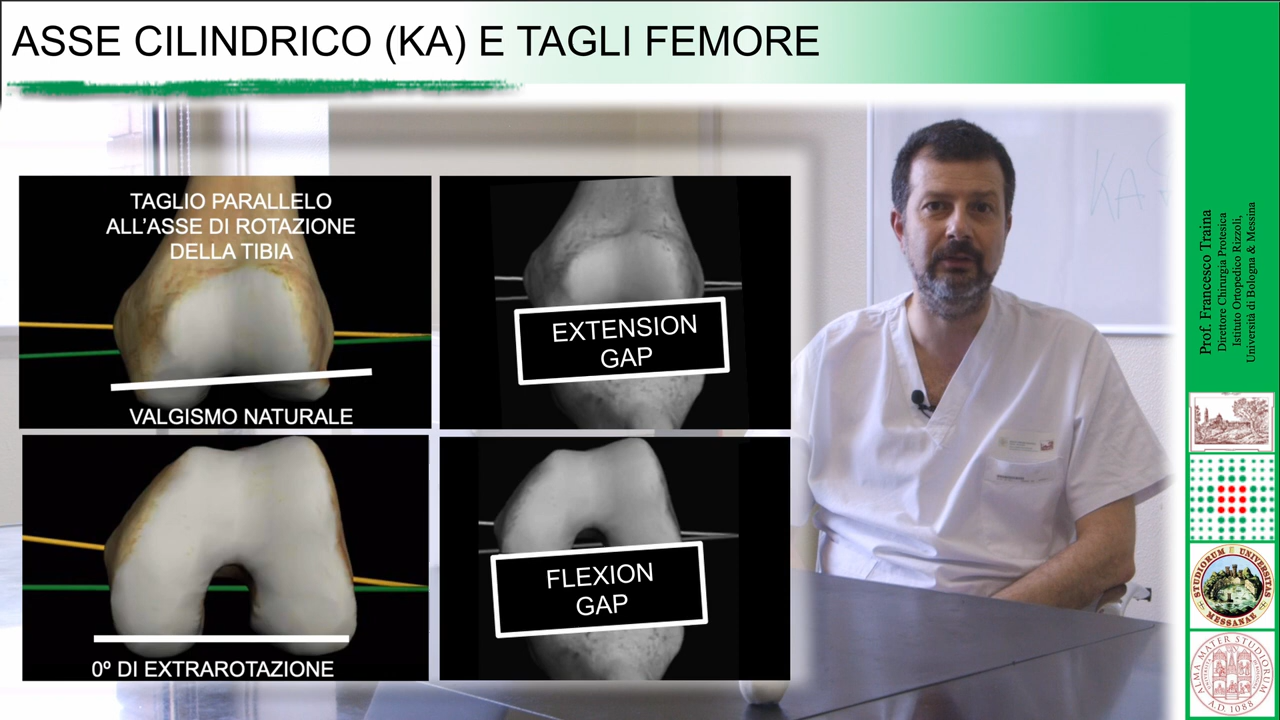 ASSE CILINDRICO (KA) E TAGLI FEMORE
TAGLIO PARALLELO
ALL'ASSE DI ROTAZIONE
DELLA TIBIA
VALGISMO NATURALE
EXTENSION
GAP
0º DI EXTRAROTAZIONE
FLEXION
GAP
KA
Prof. Francesco Traina
Direttore Chirurgia Protesica
Istituto Ortopedico Rizzoli,
Università di Bologna & Messina
STUDIORUM UNIVERSITAS
MESSANAE
ALMA MATER STUDIORUM
A.D. 1088